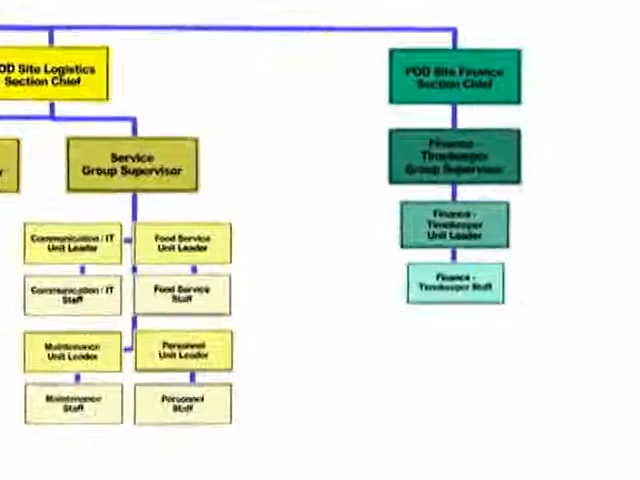 OD Site Logistics
Section Chief
POD Site Finance
Section Chief
Service
Group Supervisor
Finance -
Timekeeper
Group Supervisor
Communication / IT
Unit Leader
Food Service
Unit Leader
Finance -
Timekeeper
Unit Leader
Communication / IT
Staff
Food Service
Staff
Finance -
Timekeeper Staff
Maintenance
Unit Leader
Personnel
Unit Leader
Maintenance
Staff
Personnel
Staff